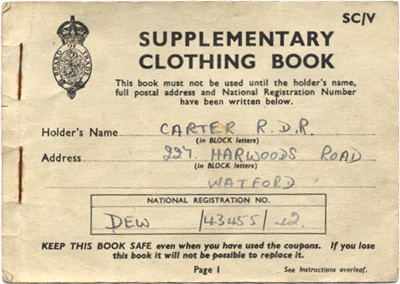 SC/V
SUPPLEMENTARY
CLOTHING BOOK
This book must not be used until the holder's name,
full postal address and National Registration Number
have been written below.
Holder's Name CARTER R.D.R.
(in BLOCK letters)
Address 227. HARWOODS ROAD
(in BLOCK letters)
WATFORD
NATIONAL REGISTRATION NO.
DEW /43455/ 42.
KEEP THIS BOOK SAFE even when you have used the coupons. If you lose
this book it will not be possible to replace it.
Page 1
See Instructions overleaf.